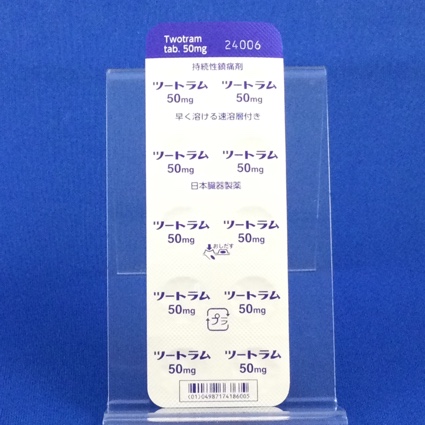 Twotram
tab. 50mg 24006
持続性鎮痛剤
ツートラム ツートラム
50mg 50mg
早く溶ける速溶層付き
ツートラム ツートラム
50mg 50mg
日本臓器製薬
ツートラム ツートラム
50mg 50mg
おしだす
ツートラム ツートラム
50mg 50mg
プラ
ツートラム ツートラム
50mg 50mg
(01)04987174186005